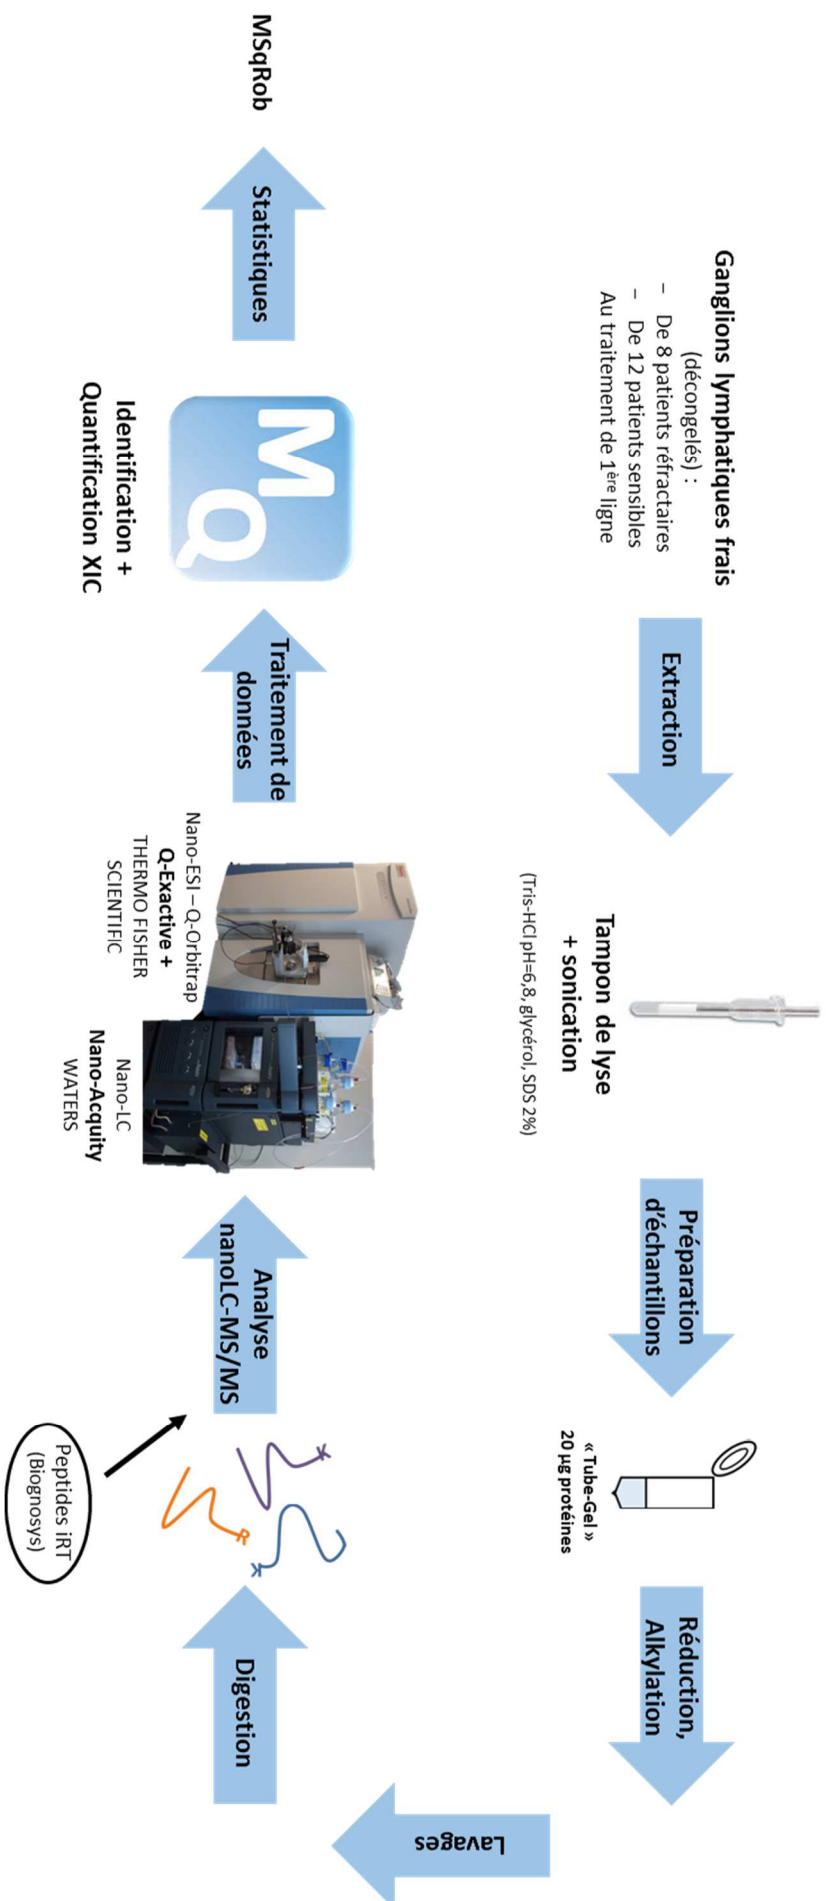 Ganglions lymphatiques frais
(décongelés) :
– De 8 patients réfractaires
– De 12 patients sensibles
Au traitement de 1ère ligne
Extraction
Tampon de lyse
+ sonication
(Tris-HCl pH=6,8, glycérol, SDS 2%)
Préparation
d'échantillons
« Tube-Gel »
20 µg protéines
Réduction,
Alkylation
Lavages
Digestion
K
R
K
Peptides iRT
(Biognosys)
Analyse
nanoLC-MS/MS
Nano-LC
Nano-Acquity
WATERS
Nano-ESI – Q-Orbitrap
Q-Exactive +
THERMO FISHER
SCIENTIFIC
Traitement de
données
M
Q
Identification +
Quantification XIC
Statistiques
MSqRob